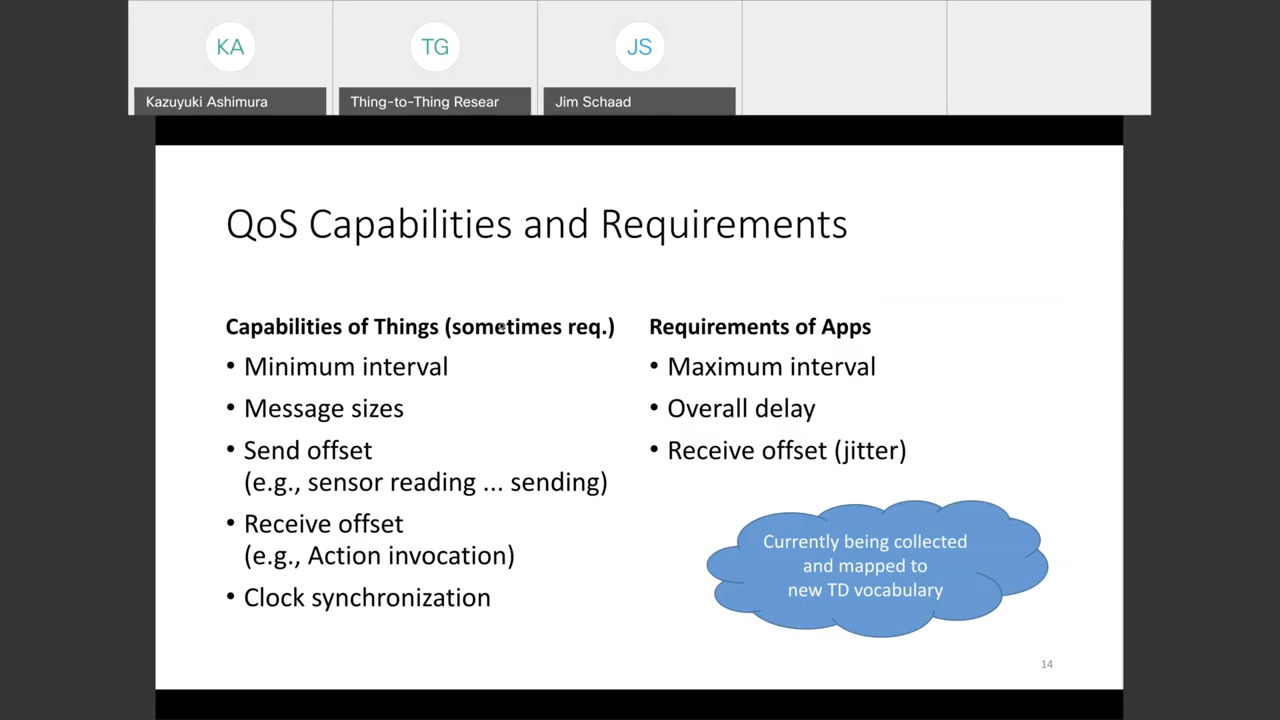 KA
TG
JS
Kazuyuki Ashimura
Thing-to-Thing Resear
Jim Schaad
QoS Capabilities and Requirements
Capabilities of Things (sometimes req.)
• Minimum interval
• Message sizes
• Send offset
(e.g., sensor reading ... sending)
• Receive offset
(e.g., Action invocation)
• Clock synchronization
Requirements of Apps
• Maximum interval
• Overall delay
• Receive offset (jitter)
Currently being collected
and mapped to
new TD vocabulary
14